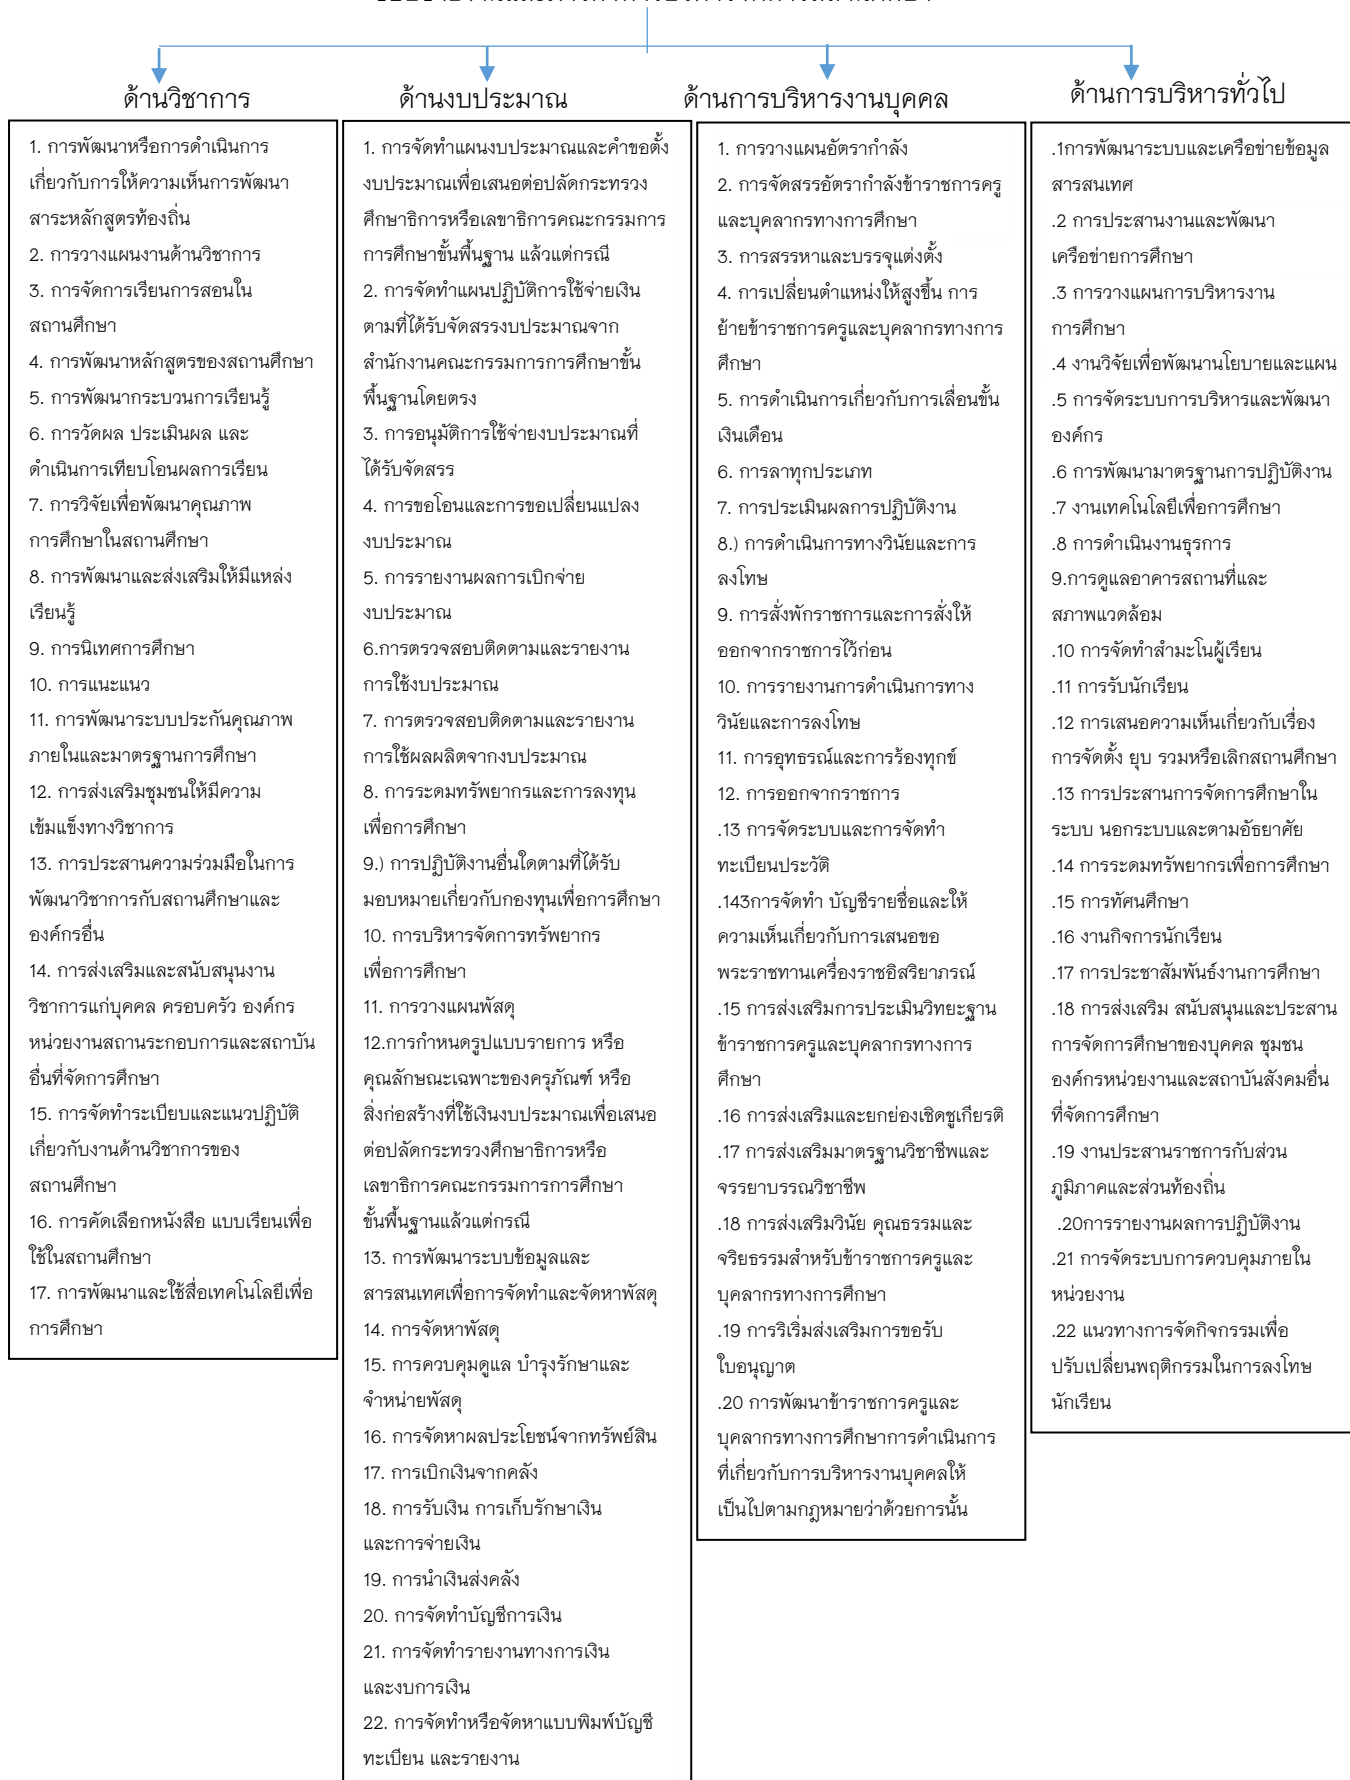 ด้านวิชาการ
1. การพัฒนาหรือการดำเนินการ
เกี่ยวกับการให้ความเห็นการพัฒนา
สาระหลักสูตรท้องถิ่น
2. การวางแผนงานด้านวิชาการ
3. การจัดการเรียนการสอนใน
สถานศึกษา
4. การพัฒนาหลักสูตรของสถานศึกษา
5. การพัฒนากระบวนการเรียนรู้
6. การวัดผล ประเมินผล และ
ดำเนินการเทียบโอนผลการเรียน
7. การวิจัยเพื่อพัฒนาคุณภาพ
การศึกษาในสถานศึกษา
8. การพัฒนาและส่งเสริมให้มีแหล่ง
เรียนรู้
9. การนิเทศการศึกษา
10. การแนะแนว
11. การพัฒนาระบบประกันคุณภาพ
ภายในและมาตรฐานการศึกษา
12. การส่งเสริมชุมชนให้มีความ
เข้มแข็งทางวิชาการ
13. การประสานความร่วมมือในการ
พัฒนาวิชาการกับสถานศึกษาและ
องค์กรอื่น
14. การส่งเสริมและสนับสนุนงาน
วิชาการแก่บุคคล ครอบครัว องค์กร
หน่วยงานสถานระกอบการและสถาบัน
อื่นที่จัดการศึกษา
15. การจัดทำระเบียบและแนวปฏิบัติ
เกี่ยวกับงานด้านวิชาการของ
สถานศึกษา
16. การคัดเลือกหนังสือ แบบเรียนเพื่อ
ใช้ในสถานศึกษา
17. การพัฒนาและใช้สื่อเทคโนโลยีเพื่อ
การศึกษา
ด้านงบประมาณ
1. การจัดทำแผนงบประมาณและคำขอตั้ง
งบประมาณเพื่อเสนอต่อปลัดกระทรวง
ศึกษาธิการหรือเลขาธิการคณะกรรมการ
การศึกษาขั้นพื้นฐาน แล้วแต่กรณี
2. การจัดทำแผนปฏิบัติการใช้จ่ายเงิน
ตามที่ได้รับจัดสรรงบประมาณจาก
สำนักงานคณะกรรมการการศึกษาขั้น
พื้นฐานโดยตรง
3. การอนุมัติการใช้จ่ายงบประมาณที่
ได้รับจัดสรร
4. การขอโอนและการขอเปลี่ยนแปลง
งบประมาณ
5. การรายงานผลการเบิกจ่าย
งบประมาณ
6.การตรวจสอบติดตามและรายงาน
การใช้งบประมาณ
7. การตรวจสอบติดตามและรายงาน
การใช้ผลผลิตจากงบประมาณ
8. การระดมทรัพยากรและการลงทุน
เพื่อการศึกษา
9.) การปฏิบัติงานอื่นใดตามที่ได้รับ
มอบหมายเกี่ยวกับกองทุนเพื่อการศึกษา
10. การบริหารจัดการทรัพยากร
เพื่อการศึกษา
11. การวางแผนพัสดุ
12.การกำหนดรูปแบบรายการ หรือ
คุณลักษณะเฉพาะของครุภัณฑ์ หรือ
สิ่งก่อสร้างที่ใช้เงินงบประมาณเพื่อเสนอ
ต่อปลัดกระทรวงศึกษาธิการหรือ
เลขาธิการคณะกรรมการการศึกษา
ขั้นพื้นฐานแล้วแต่กรณี
13. การพัฒนาระบบข้อมูลและ
สารสนเทศเพื่อการจัดทำและจัดหาพัสดุ
14. การจัดหาพัสดุ
15. การควบคุมดูแล บำรุงรักษาและ
จำหน่ายพัสดุ
16. การจัดหาผลประโยชน์จากทรัพย์สิน
17. การเบิกเงินจากคลัง
18. การรับเงิน การเก็บรักษาเงิน
และการจ่ายเงิน
19. การนำเงินส่งคลัง
20. การจัดทำบัญชีการเงิน
21. การจัดทำรายงานทางการเงิน
และงบการเงิน
22. การจัดทำหรือจัดหาแบบพิมพ์บัญชี
ทะเบียน และรายงาน
ด้านการบริหารงานบุคคล
1. การวางแผนอัตรากำลัง
2. การจัดสรรอัตรากำลังข้าราชการครู
และบุคลากรทางการศึกษา
3. การสรรหาและบรรจุแต่งตั้ง
4. การเปลี่ยนตำแหน่งให้สูงขึ้น การ
ย้ายข้าราชการครูและบุคลากรทางการ
ศึกษา
5. การดำเนินการเกี่ยวกับการเลื่อนขั้น
เงินเดือน
6. การลาทุกประเภท
7. การประเมินผลการปฏิบัติงาน
8.) การดำเนินการทางวินัยและการ
ลงโทษ
9. การสั่งพักราชการและการสั่งให้
ออกจากราชการไว้ก่อน
10. การรายงานการดำเนินการทาง
วินัยและการลงโทษ
11. การอุทธรณ์และการร้องทุกข์
12. การออกจากราชการ
.13 การจัดระบบและการจัดทำ
ทะเบียนประวัติ
.143การจัดทำ บัญชีรายชื่อและให้
ความเห็นเกี่ยวกับการเสนอขอ
พระราชทานเครื่องราชอิสริยาภรณ์
.15 การส่งเสริมการประเมินวิทยะฐาน
ข้าราชการครูและบุคลากรทางการ
ศึกษา
.16 การส่งเสริมและยกย่องเชิดชูเกียรติ
.17 การส่งเสริมมาตรฐานวิชาชีพและ
จรรยาบรรณวิชาชีพ
.18 การส่งเสริมวินัย คุณธรรมและ
จริยธรรมสำหรับข้าราชการครูและ
บุคลากรทางการศึกษา
.19 การริเริ่มส่งเสริมการขอรับ
ใบอนุญาต
.20 การพัฒนาข้าราชการครูและ
บุคลากรทางการศึกษาการดำเนินการ
ที่เกี่ยวกับการบริหารงานบุคคลให้
เป็นไปตามกฎหมายว่าด้วยการนั้น
ด้านการบริหารทั่วไป
.1การพัฒนาระบบและเครือข่ายข้อมูล
สารสนเทศ
.2 การประสานงานและพัฒนา
เครือข่ายการศึกษา
.3 การวางแผนการบริหารงาน
การศึกษา
.4 งานวิจัยเพื่อพัฒนานโยบายและแผน
.5 การจัดระบบการบริหารและพัฒนา
องค์กร
.6 การพัฒนามาตรฐานการปฏิบัติงาน
.7 งานเทคโนโลยีเพื่อการศึกษา
.8 การดำเนินงานธุรการ
9.การดูแลอาคารสถานที่และ
สภาพแวดล้อม
.10 การจัดทำสำมะโนผู้เรียน
.11 การรับนักเรียน
.12 การเสนอความเห็นเกี่ยวกับเรื่อง
การจัดตั้ง ยุบ รวมหรือเลิกสถานศึกษา
.13 การประสานการจัดการศึกษาใน
ระบบ นอกระบบและตามอัธยาศัย
.14 การระดมทรัพยากรเพื่อการศึกษา
.15 การทัศนศึกษา
.16 งานกิจการนักเรียน
.17 การประชาสัมพันธ์งานการศึกษา
.18 การส่งเสริม สนับสนุนและประสาน
การจัดการศึกษาของบุคคล ชุมชน
องค์กรหน่วยงานและสถาบันสังคมอื่น
ที่จัดการศึกษา
.19 งานประสานราชการกับส่วน
ภูมิภาคและส่วนท้องถิ่น
.20การรายงานผลการปฏิบัติงาน
.21 การจัดระบบการควบคุมภายใน
หน่วยงาน
.22 แนวทางการจัดกิจกรรมเพื่อ
ปรับเปลี่ยนพฤติกรรมในการลงโทษ
นักเรียน